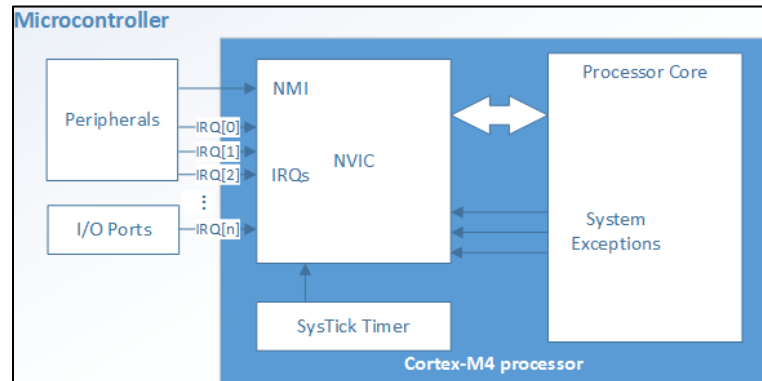 Microcontroller
Peripherals
NMI
IRQ[0]
IRQ[1]
IRQ[2]
IRQs
NVIC
⋮
I/O Ports
IRQ[n]
Processor Core
System
Exceptions
SysTick Timer
Cortex-M4 processor